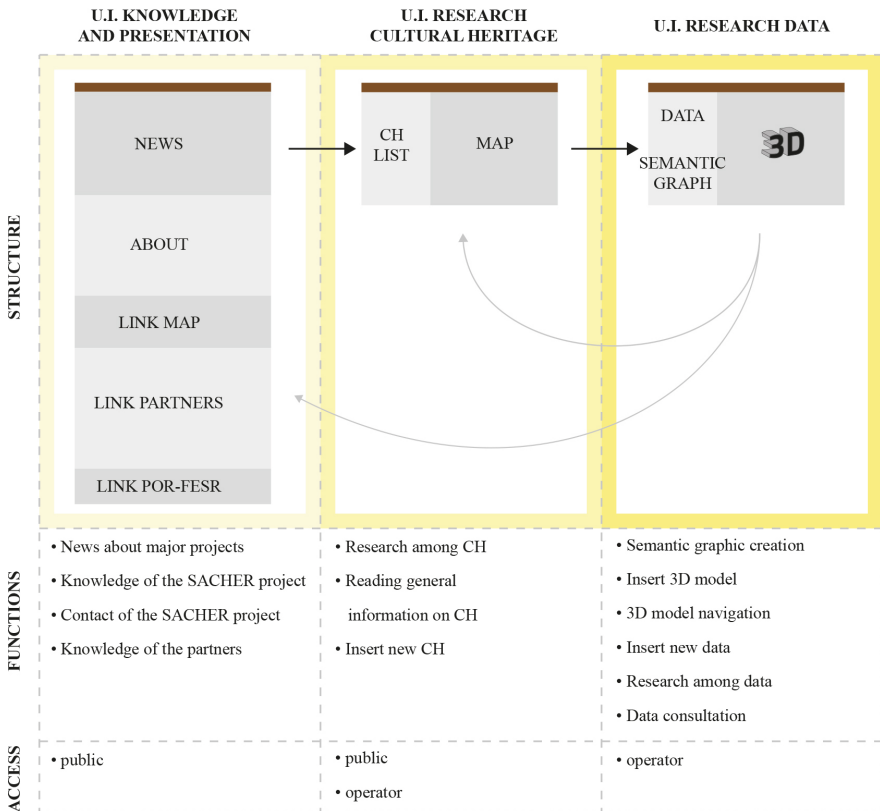 U.I. KNOWLEDGE
AND PRESENTATION
U.I. RESEARCH
CULTURAL HERITAGE
U.I. RESEARCH DATA
STRUCTURE
NEWS
ABOUT
LINK MAP
LINK PARTNERS
LINK POR-FESR
CH
LIST
MAP
DATA
SEMANTIC
GRAPH
3D
FUNCTIONS
• News about major projects
• Knowledge of the SACHER project
• Contact of the SACHER project
• Knowledge of the partners
• Research among CH
• Reading general
information on CH
• Insert new CH
• Semantic graphic creation
• Insert 3D model
• 3D model navigation
• Insert new data
• Research among data
• Data consultation
ACCESS
• public
• public
• operator
• operator